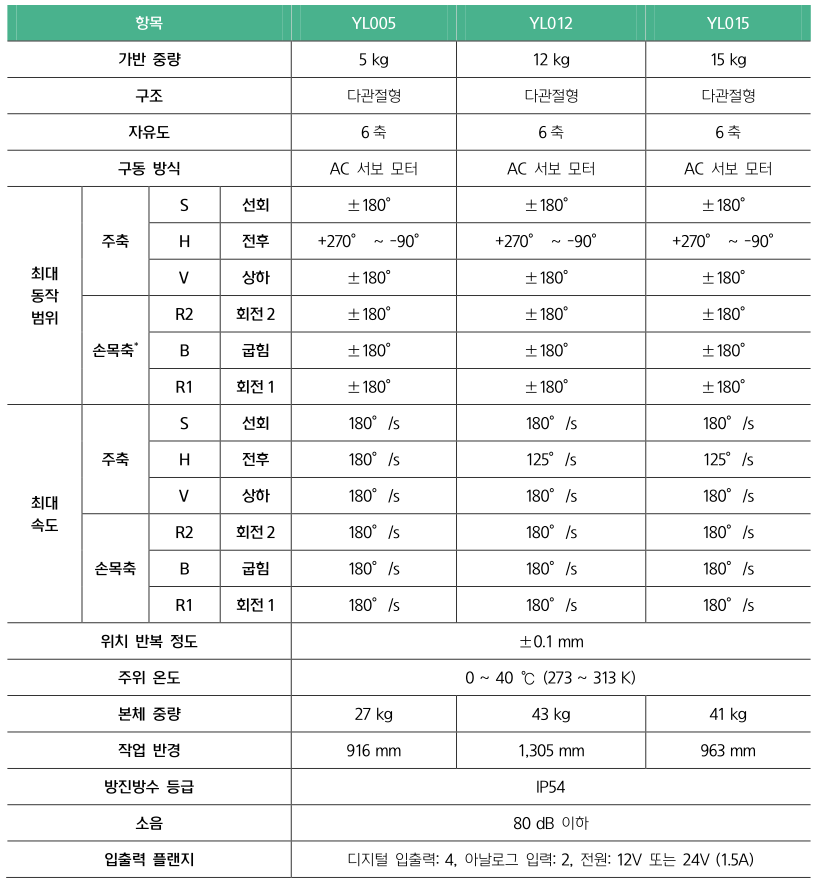 항목 YL005 YL012 YL015
가반 중량 5 kg 12 kg 15 kg
구조 다관절형 다관절형 다관절형
자유도 6 축 6 축 6 축
구동 방식 AC 서보 모터 AC 서보 모터 AC 서보 모터
최대 동작 범위 주축 S 선회 ±180° ±180° ±180°
H 전후 +270° ~ -90° +270° ~ -90° +270° ~ -90°
V 상하 ±180° ±180° ±180°
손목축* R2 회전 2 ±180° ±180° ±180°
B 굽힘 ±180° ±180° ±180°
R1 회전 1 ±180° ±180° ±180°
최대 속도 주축 S 선회 180° /s 180° /s 180° /s
H 전후 180° /s 125° /s 125° /s
V 상하 180° /s 180° /s 180° /s
손목축 R2 회전 2 180° /s 180° /s 180° /s
B 굽힘 180° /s 180° /s 180° /s
R1 회전 1 180° /s 180° /s 180° /s
위치 반복 정도 ±0.1 mm
주위 온도 0 ~ 40 ℃ (273 ~ 313 K)
본체 중량 27 kg 43 kg 41 kg
작업 반경 916 mm 1,305 mm 963 mm
방진방수 등급 IP54
소음 80 dB 이하
입출력 플랜지 디지털 입출력: 4, 아날로그 입력: 2, 전원: 12V 또는 24V (1.5A)